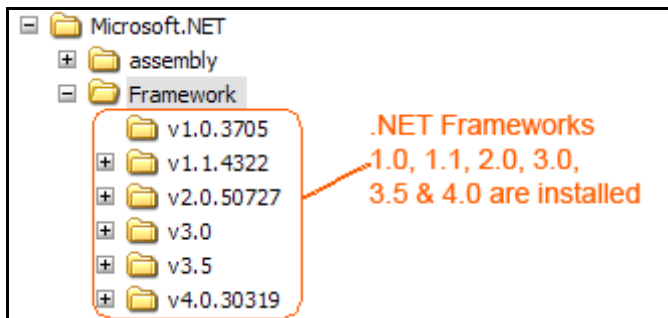 Microsoft.NET
assembly
Framework
v1.0.3705
v1.1.4322
v2.0.50727
v3.0
v3.5
v4.0.30319
.NET Frameworks
1.0, 1.1, 2.0, 3.0,
3.5 & 4.0 are installed